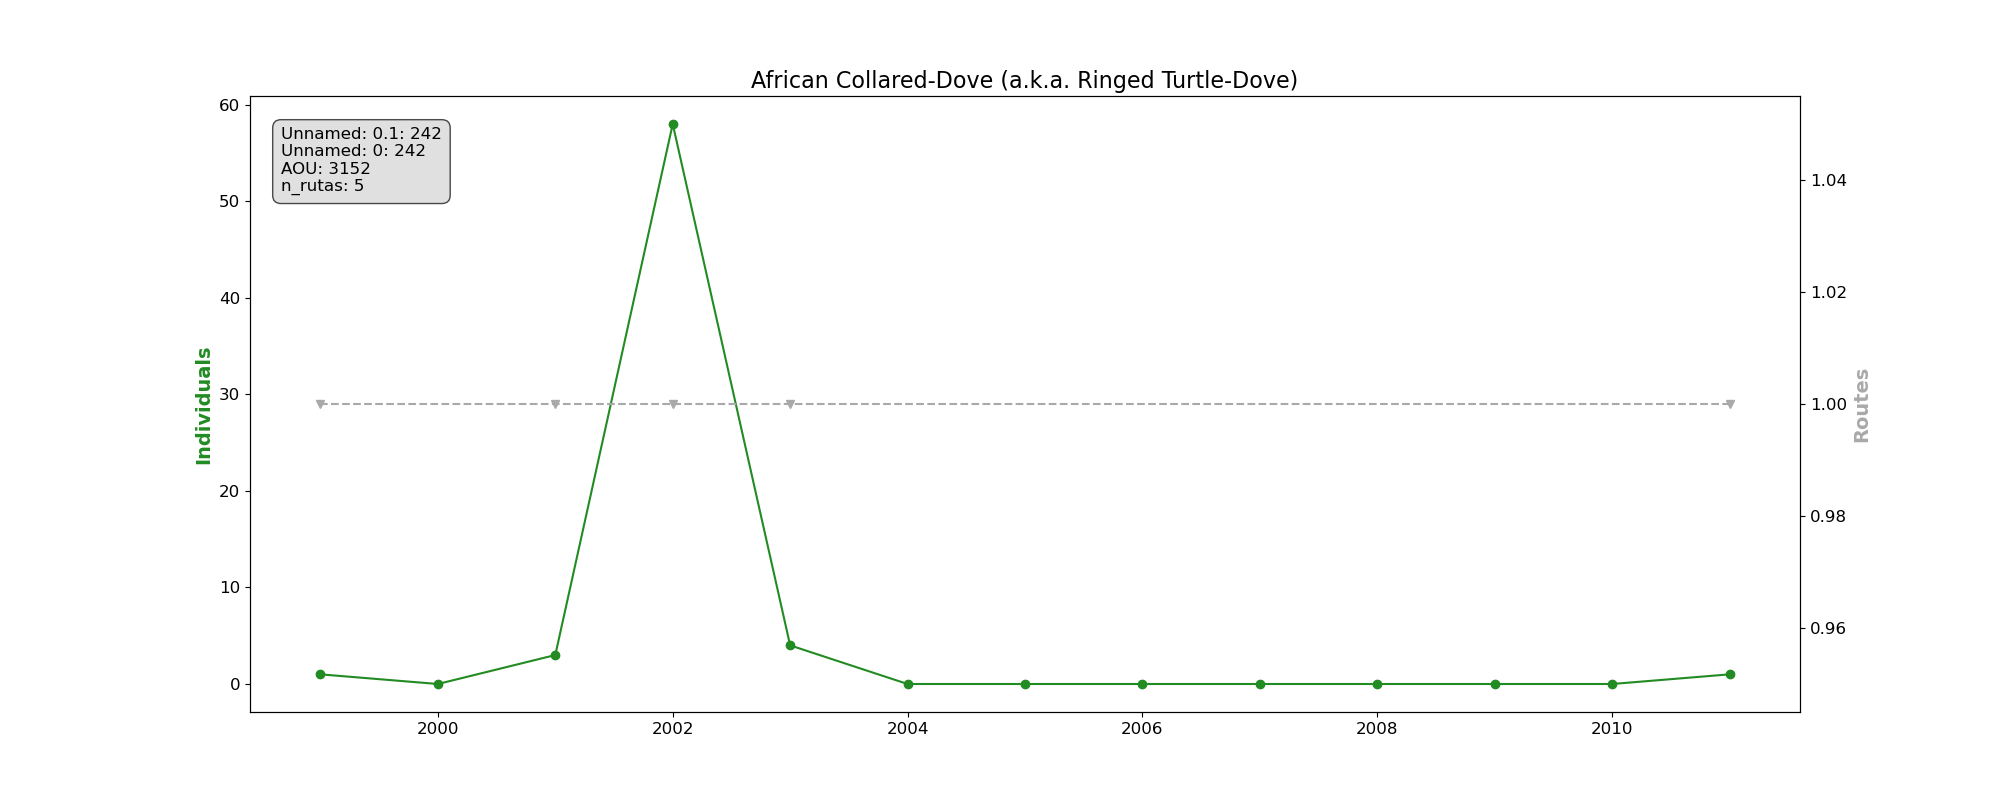 African Collared-Dove (a.k.a. Ringed Turtle-Dove)
Unnamed: 0.1: 242
Unnamed: 0: 242
AOU: 3152
n_rutas: 5
60
50
40
30
20
10
0
Individuals
1.04
1.02
1.00
0.98
0.96
Routes
2000 2002 2004 2006 2008 2010